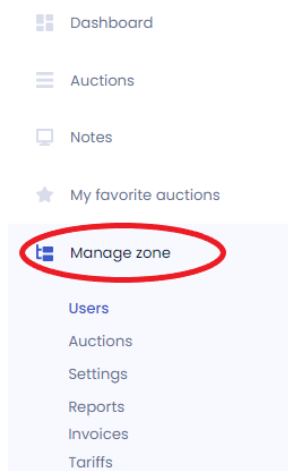 Dashboard
Auctions
Notes
My favorite auctions
Manage zone
Users
Auctions
Settings
Reports
Invoices
Tariffs